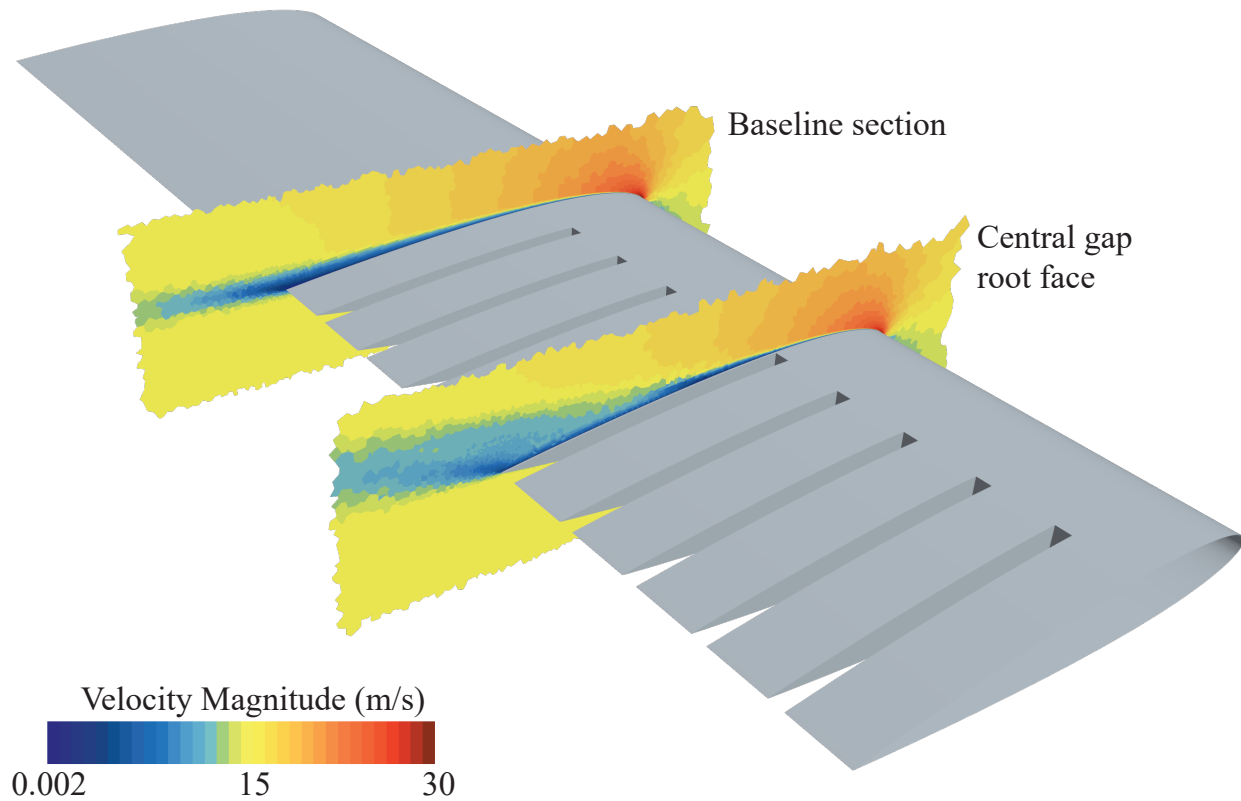 Baseline section
Central gap
root face
Velocity Magnitude (m/s)
0.002 15 30